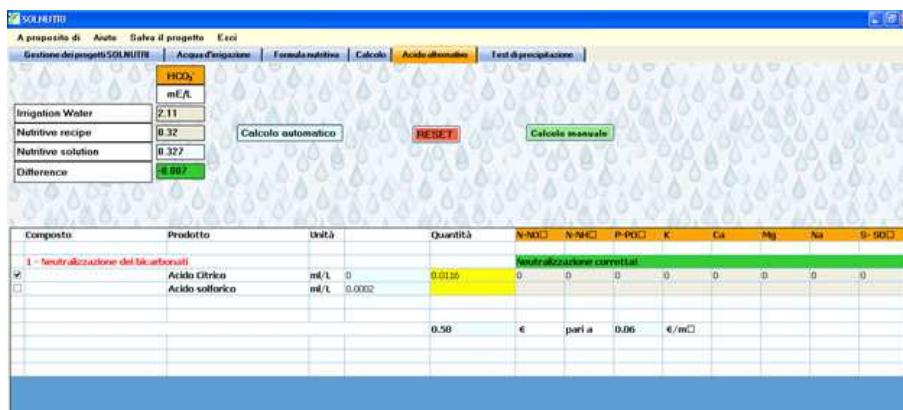 SOLNUTRI
A proposito di Aiuto Salva il progetto Esci
Gestione dei progetti SOLNUTRI Acqua d'irrigazione Formula nutritiva Calcolo Acido alternativo Test di precipitazione
HCO₃⁻
mE/L
Irrigation Water 2.11
Nutritive recipe 0.32 Calcolo automatico RESET Calcolo manuale
Nutritive solution 0.327
Difference -0.007
Composto Prodotto Unità Quantità N-NO□ N-NH□ P-PO□ K Ca Mg Na S- SO□
1 - Neutralizzazione dei bicarbonati Neutralizzazione corretta!
Acido Citrico ml/L 0 0.0116 0 0 0 0 0 0 0 0
Acido solforico ml/L 0.0002
0.58 € pari a 0.06 €/m□